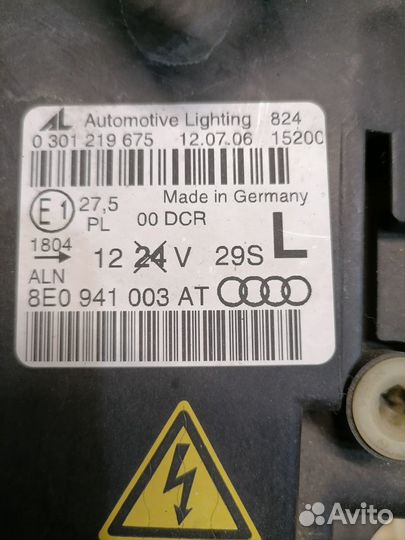 AL Automotive Lighting 824
0 301 219 675 12.07.06 15200
E1 27,5 Made in Germany
PL 00 DCR
1804 12 24 V 29S L
ALN
8E0 941 003 AT
Avito